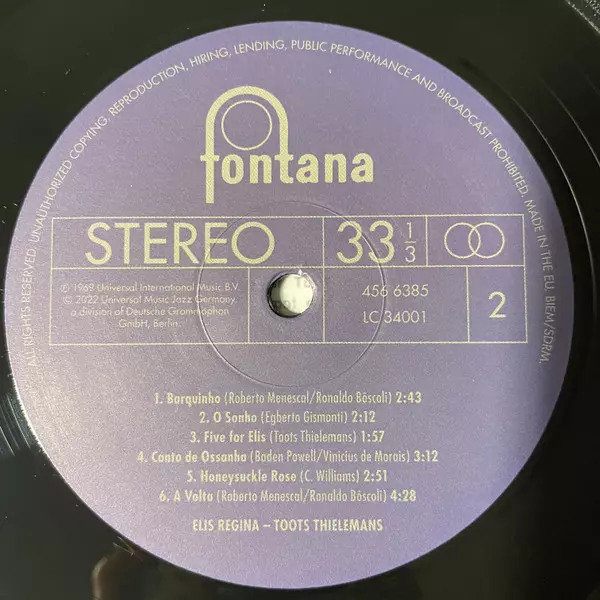 ALL RIGHTS RESERVED, UNAUTHORIZED COPYING, REPRODUCTION, HIRING, LENDING, PUBLIC PERFORMANCE AND BROADCAST PROHIBITED. MADE IN THE EU. BIEM/SDRM.
fontana
STEREO
33 1/3
℗ 1969 Universal International Music B.V.
© 2022 Universal Music Jazz Germany,
a division of Deutsche Grammophon
GmbH, Berlin.
456 6385
LC 34001
2
1. Barquinho (Roberto Menescal/Ronaldo Bôscoli) 2:43
2. O Sonho (Egberto Gismonti) 2:12
3. Five for Elis (Toots Thielemans) 1:57
4. Canto de Ossanha (Baden Powell/Vinicius de Morais) 3:12
5. Honeysuckle Rose (C. Williams) 2:51
6. A Volta (Roberto Menescal/Ronaldo Bôscoli) 4:28
ELIS REGINA – TOOTS THIELEMANS